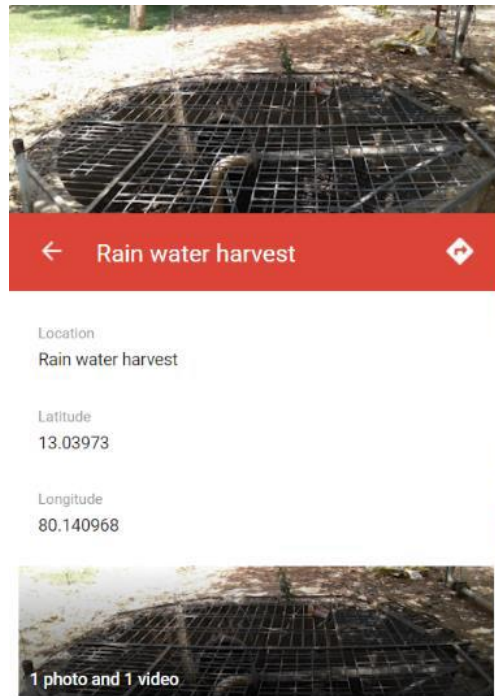 Rain water harvest
Location
Rain water harvest
Latitude
13.03973
Longitude
80.140968
1 photo and 1 video